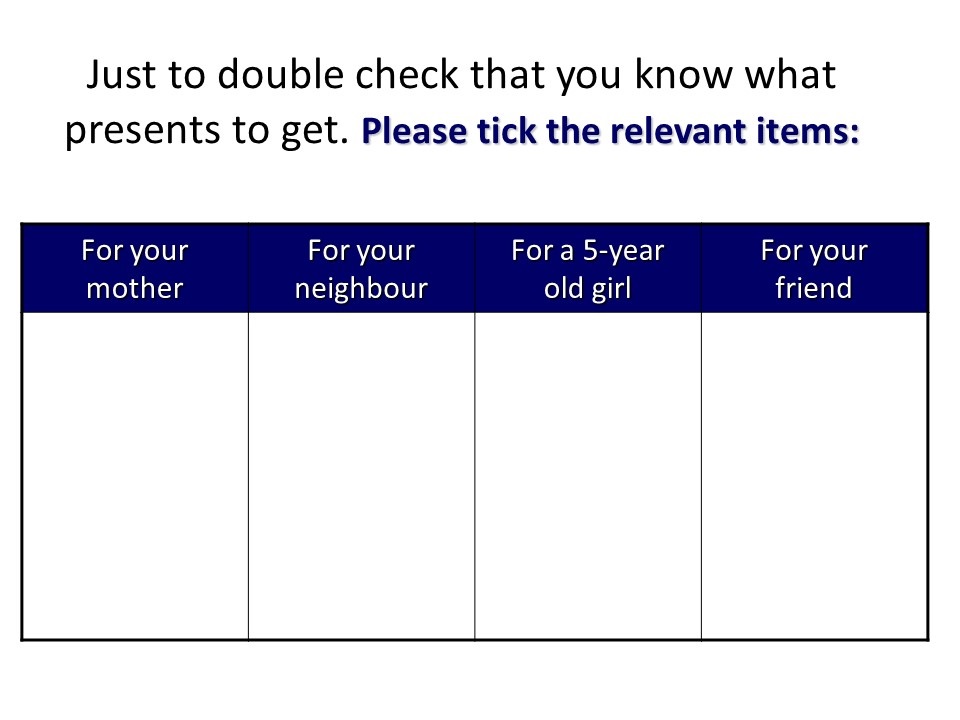 Just to double check that you know what
presents to get. Please tick the relevant items:
For your
mother
For your
neighbour
For a 5-year
old girl
For your
friend